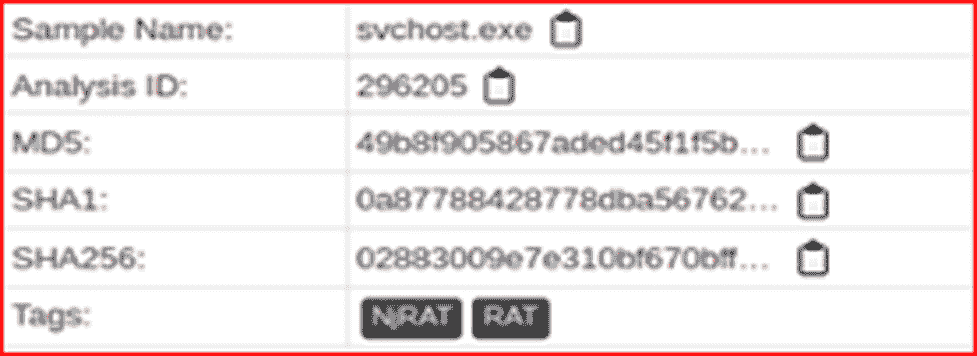 Sample Name: svchost.exe
Analysis ID: 296205
MD5: 49b8f905867aded45f1f5b...
SHA1: 0a87788428778dba56762...
SHA256: 02883009e7e310bf670bff...
Tags: NjRAT RAT